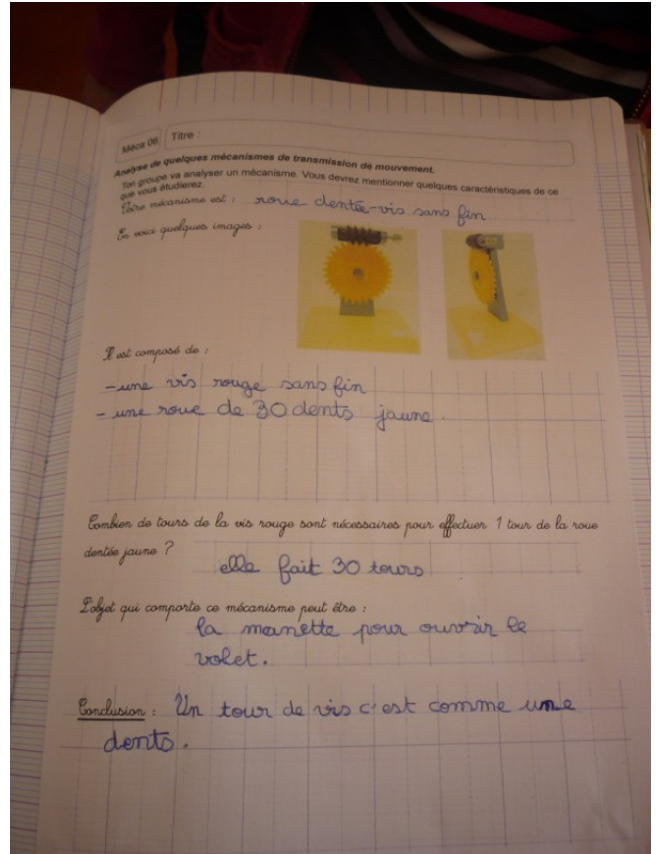 Méca 06 Titre :
Analyse de quelques mécanismes de transmission de mouvement.
Ton groupe va analyser un mécanisme. Vous devrez mentionner quelques caractéristiques de ce
que vous étudierez.
Votre mécanisme est : roue dentée-vis sans fin
En voici quelques images :
Il est composé de :
-une vis rouge sans fin
- une roue de 30 dents jaune.
Combien de tours de la vis rouge sont nécessaires pour effectuer 1 tour de la roue
dentée jaune ?
elle fait 30 tours
L'objet qui comporte ce mécanisme peut être :
la manette pour ouvrir le
volet.
Conclusion : Un tour de vis c'est comme une
dents.